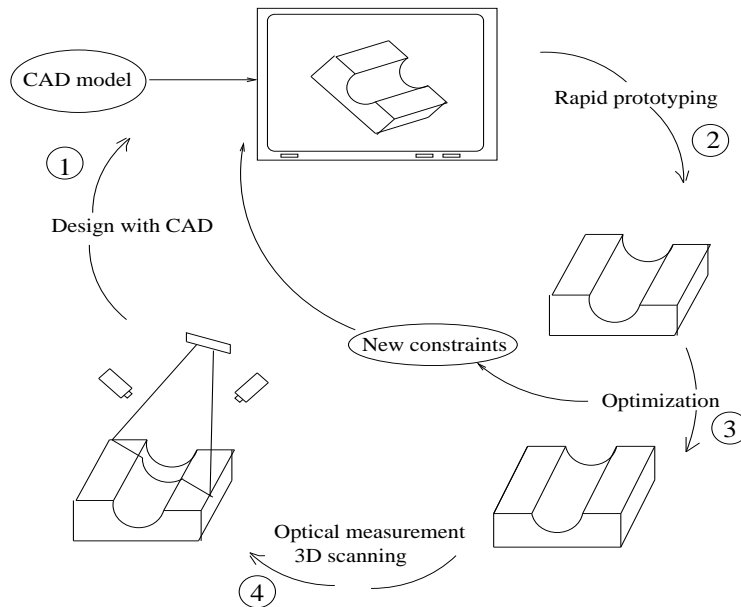 CAD model
Rapid prototyping
2
1
Design with CAD
New constraints
Optimization
3
Optical measurement
3D scanning
4